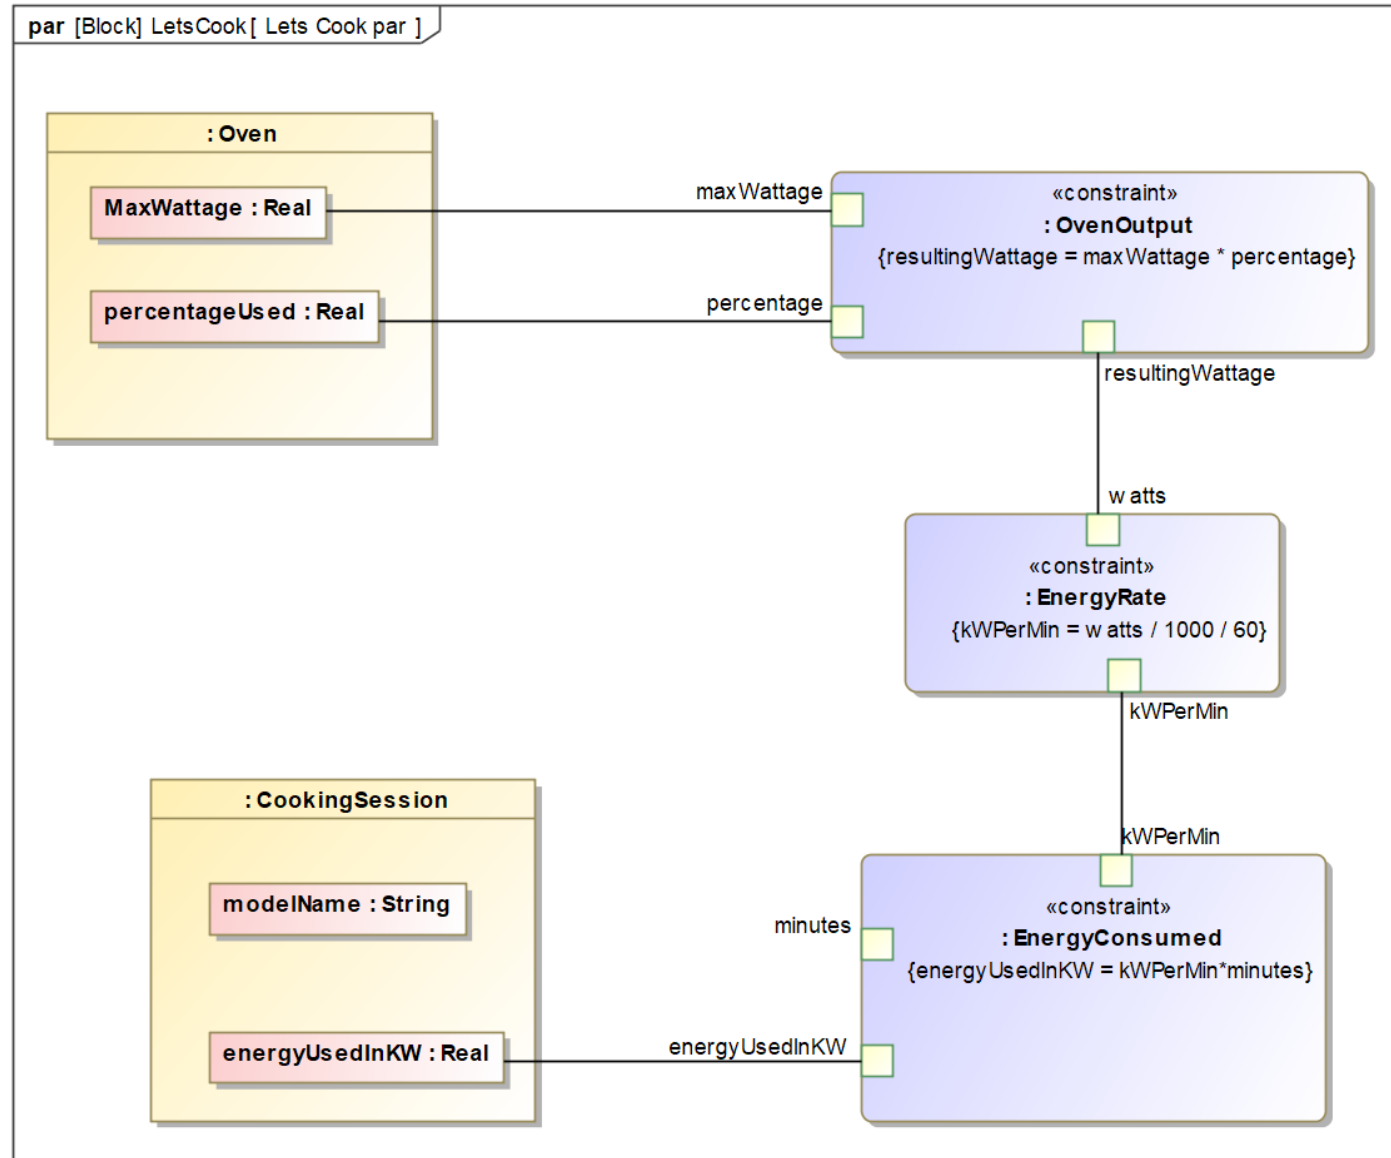 par [Block] LetsCook [ Lets Cook par ]
: Oven
MaxWattage : Real
percentageUsed : Real
maxWattage
percentage
«constraint»
: OvenOutput
{resultingWattage = maxWattage * percentage}
resultingWattage
watts
«constraint»
: EnergyRate
{kWPerMin = watts / 1000 / 60}
kWPerMin
kWPerMin
: CookingSession
modelName : String
energyUsedInKW : Real
minutes
energyUsedInKW
«constraint»
: EnergyConsumed
{energyUsedInKW = kWPerMin*minutes}